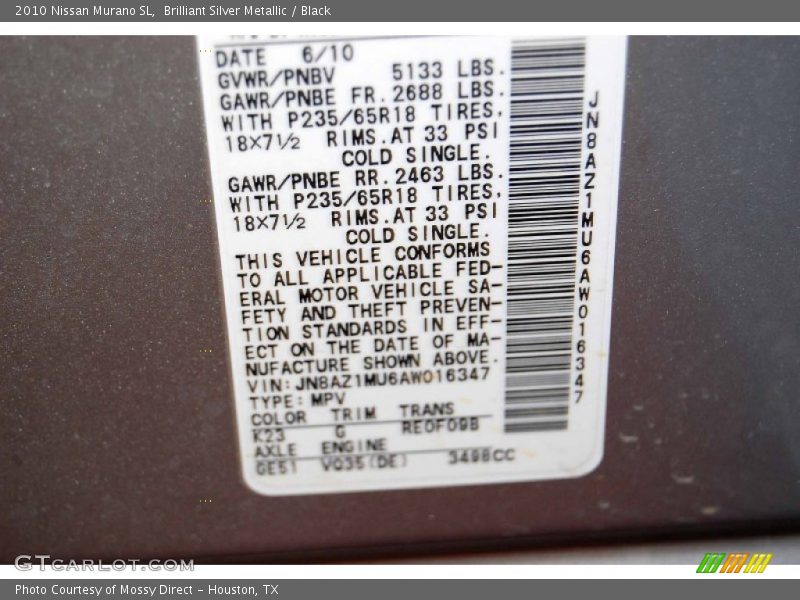 2010 Nissan Murano SL,  Brilliant Silver Metallic / Black
DATE 6/10
GVWR/PNBV 5133 LBS.
GAWR/PNBE FR. 2688 LBS.
WITH P235/65R18 TIRES,
18×7½ RIMS.AT 33 PSI
COLD SINGLE.
GAWR/PNBE RR. 2463 LBS.
WITH P235/65R18 TIRES,
18×7½ RIMS.AT 33 PSI
COLD SINGLE.
THIS VEHICLE CONFORMS
TO ALL APPLICABLE FED-
ERAL MOTOR VEHICLE SA-
FETY AND THEFT PREVEN-
TION STANDARDS IN EFF-
ECT ON THE DATE OF MA-
NUFACTURE SHOWN ABOVE.
VIN: JN8AZ1MU6AW016347
TYPE: MPV
COLOR TRIM TRANS
K23 G RE0F09B
AXLE ENGINE
GE51 VQ35(DE) 3498CC
JN8AZ1MU6AW016347
GTCARLOT.COM
Photo Courtesy of Mossy Direct – Houston, TX